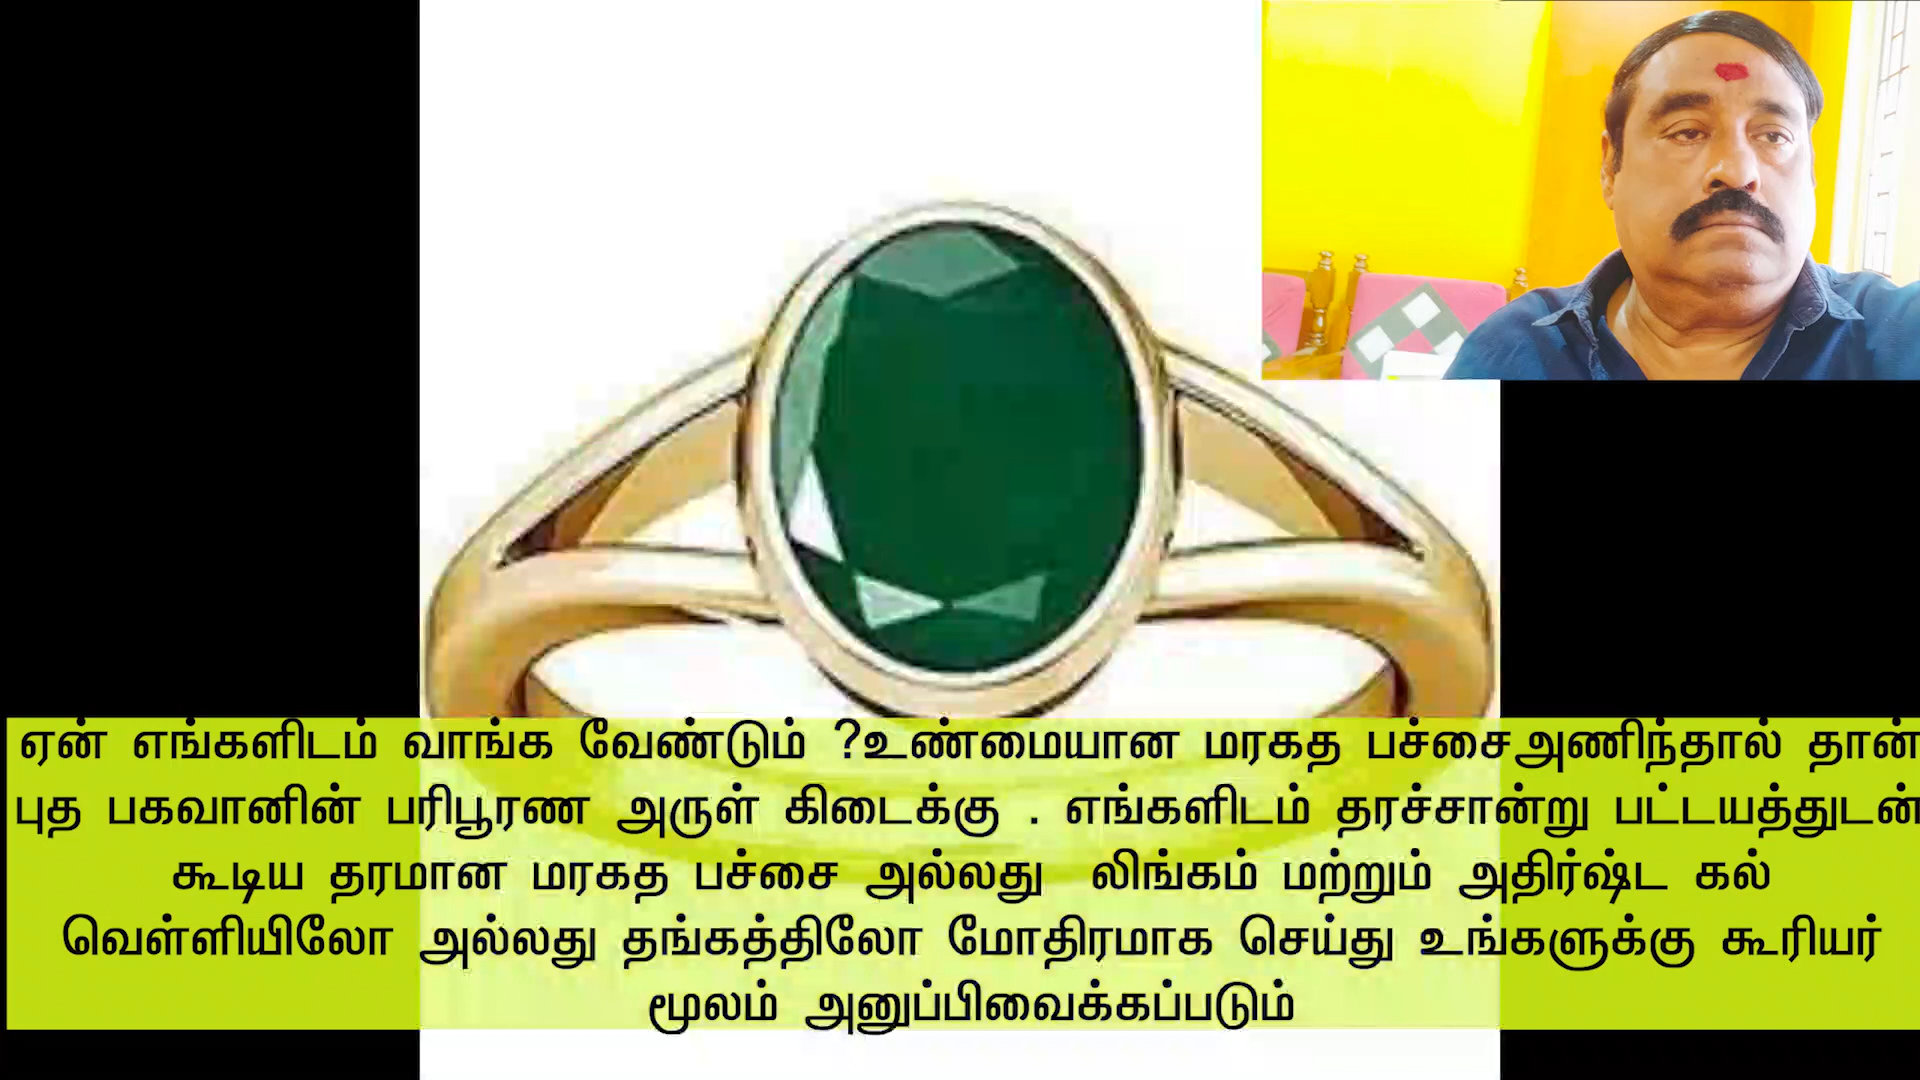 ஏன் எங்களிடம் வாங்க வேண்டும் ?உண்மையான மரகத பச்சைஅணிந்தால் தான்
புத பகவானின் பரிபூரண அருள் கிடைக்கு . எங்களிடம் தரச்சான்று பட்டயத்துடன்
கூடிய தரமான மரகத பச்சை அல்லது லிங்கம் மற்றும் அதிர்ஷ்ட கல்
வெள்ளியிலோ அல்லது தங்கத்திலோ மோதிரமாக செய்து உங்களுக்கு கூரியர்
மூலம் அனுப்பிவைக்கப்படும்